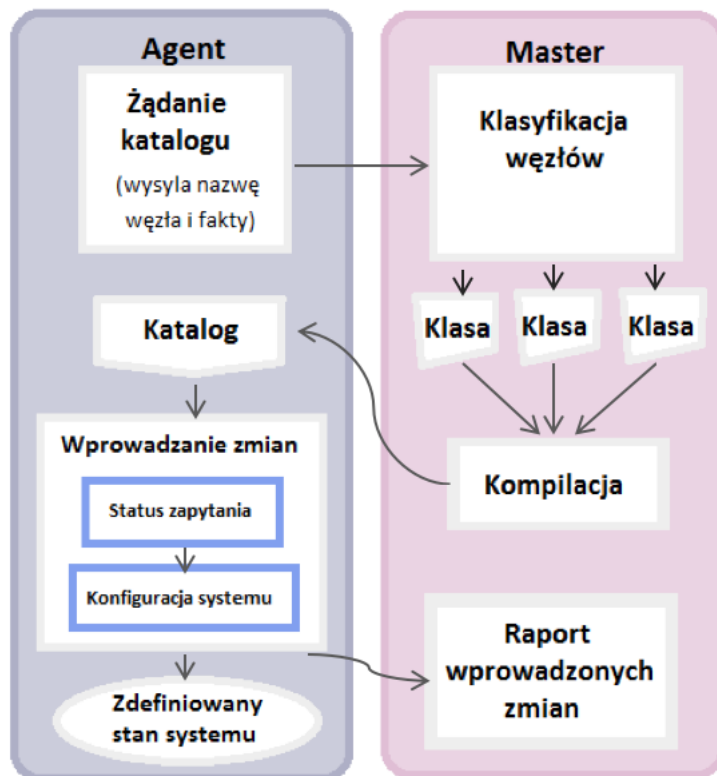 Agent
Żądanie
katalogu
(wysyla nazwę
węzła i fakty)
Katalog
Wprowadzanie zmian
Status zapytania
Konfiguracja systemu
Zdefiniowany
stan systemu
Master
Klasyfikacja
węzłów
Klasa
Klasa
Klasa
Kompilacja
Raport
wprowadzonych
zmian